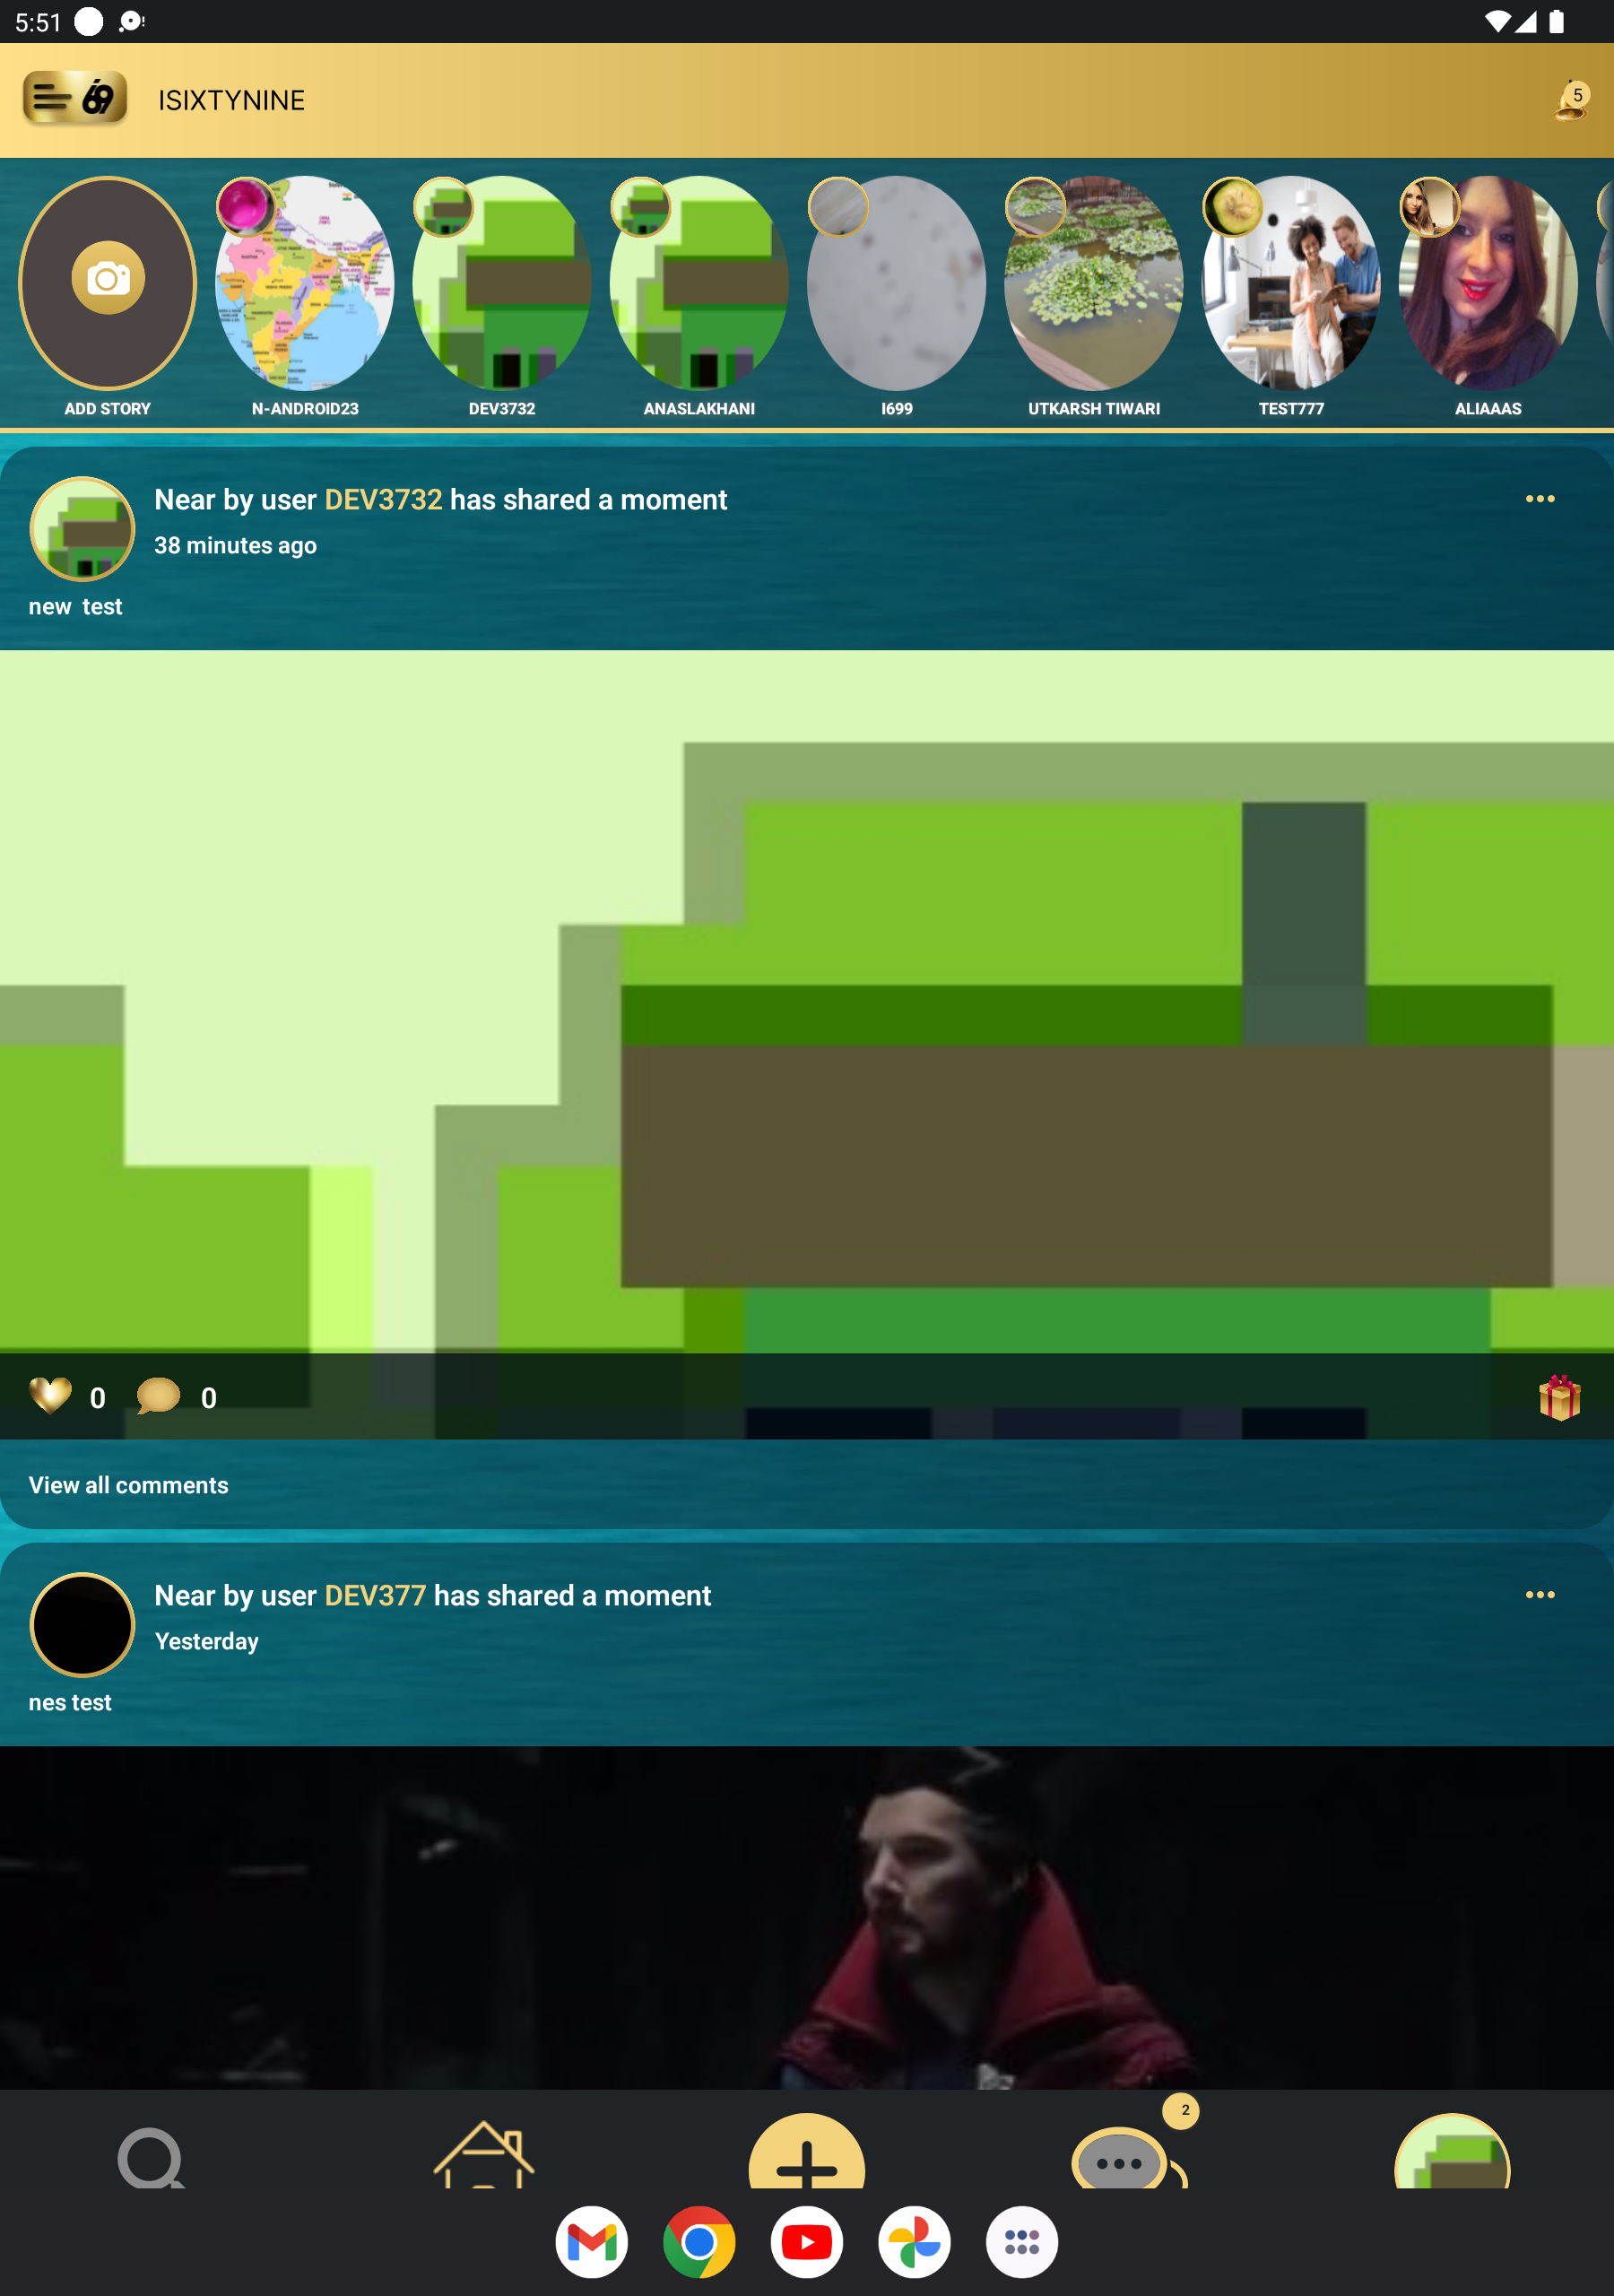 5:51
i69 ISIXTYNINE 5
ADD STORY N-ANDROID23 DEV3732 ANASLAKHANI I699 UTKARSH TIWARI TEST777 ALIAAAS
Near by user DEV3732 has shared a moment
38 minutes ago
new  test
0 0
View all comments
Near by user DEV377 has shared a moment
Yesterday
nes test
2